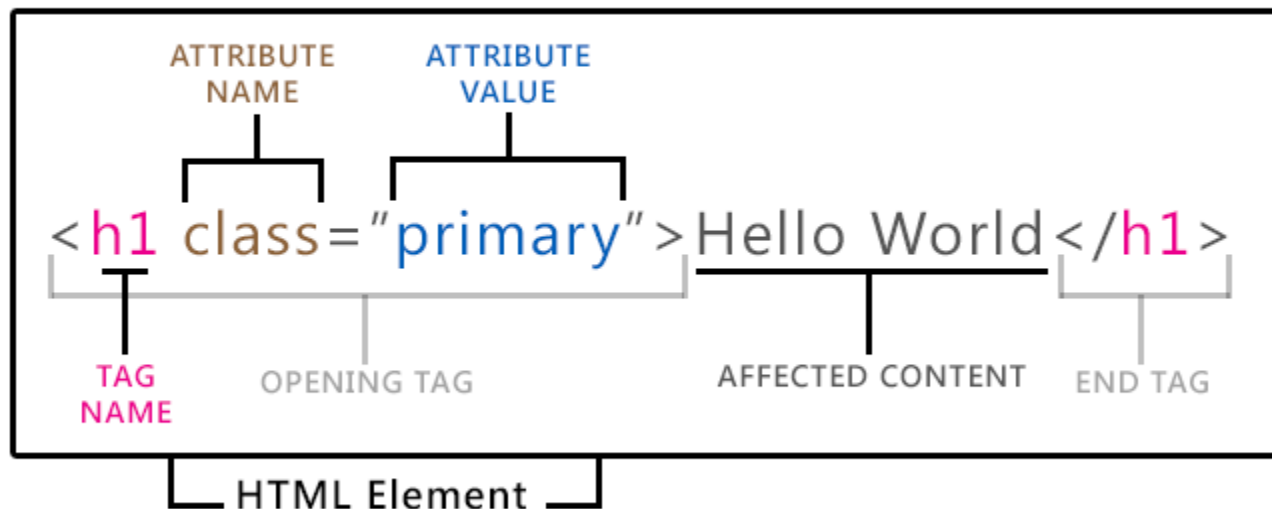 ATTRIBUTE
NAME
ATTRIBUTE
VALUE
<h1 class="primary">Hello World</h1>
TAG
NAME
OPENING TAG
AFFECTED CONTENT
END TAG
HTML Element